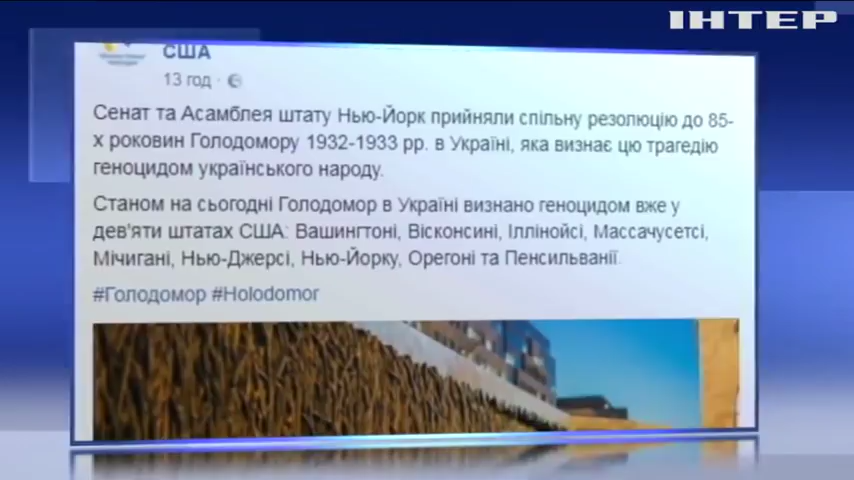 ІНТЕР
США
13 год ·
Сенат та Асамблея штату Нью-Йорк прийняли спільну резолюцію до 85-
х роковин Голодомору 1932-1933 рр. в Україні, яка визнає цю трагедію
геноцидом українського народу.
Станом на сьогодні Голодомор в Україні визнано геноцидом вже у
дев'яти штатах США: Вашингтоні, Вісконсині, Іллінойсі, Массачусетсі,
Мічигані, Нью-Джерсі, Нью-Йорку, Орегоні та Пенсильванії.
#Голодомор #Holodomor